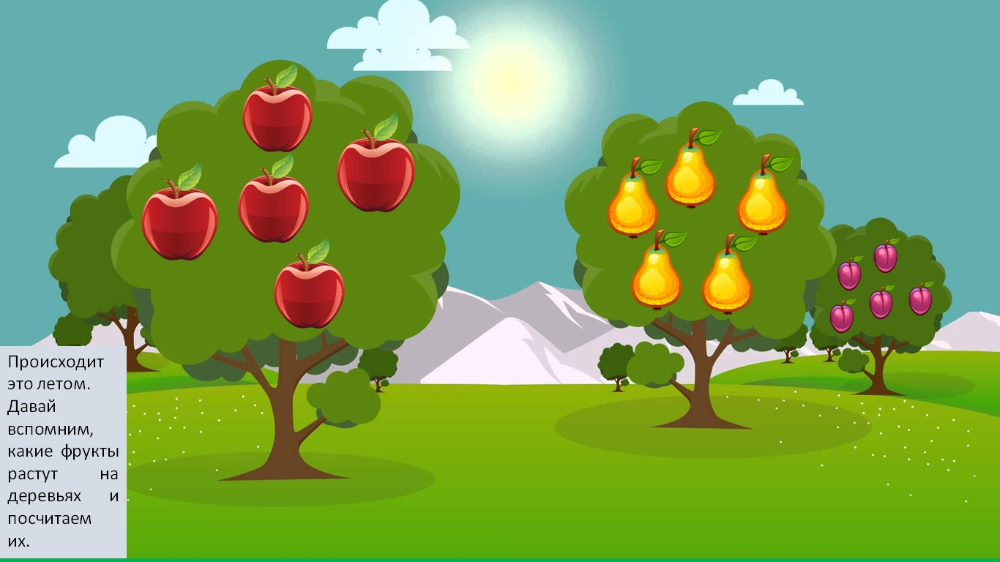 Происходит
это летом.
Давай
вспомним,
какие фрукты
растут на
деревьях и
посчитаем
их.